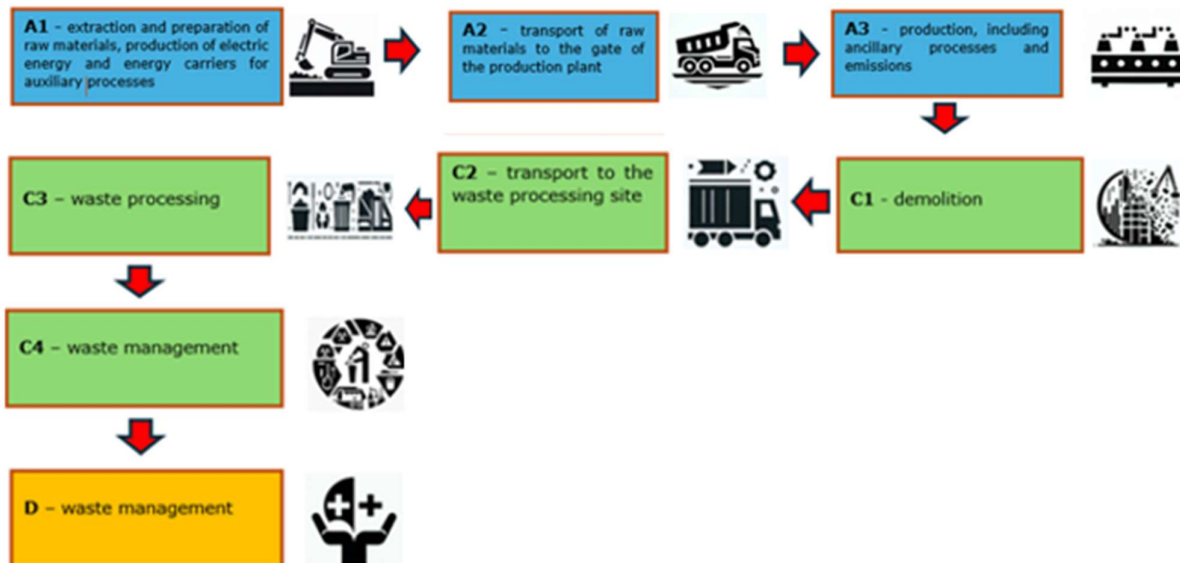 A1 – extraction and preparation of
raw materials, production of electric
energy and energy carriers for
auxiliary processes
A2 – transport of raw
materials to the gate of
the production plant
A3 – production, including
ancillary processes and
emissions
C3 – waste processing
C2 – transport to the
waste processing site
C1 - demolition
C4 – waste management
D – waste management